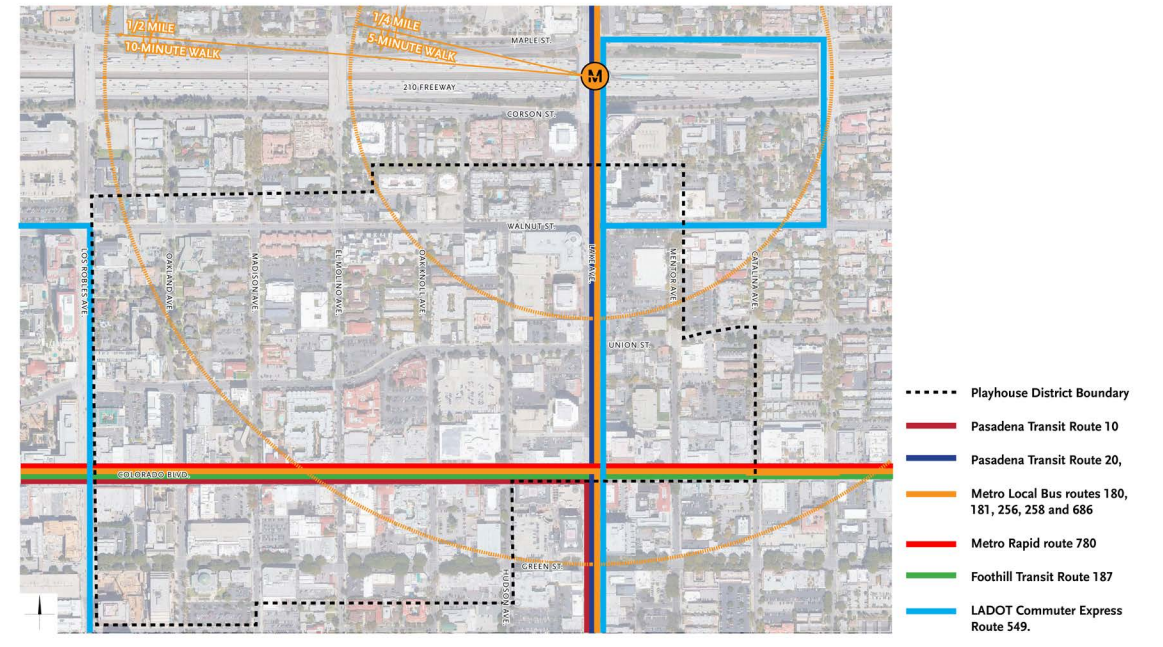 1/2 MILE
10-MINUTE WALK
1/4 MILE
5-MINUTE WALK
MAPLE ST.
M
210 FREEWAY
CORSON ST.
WALNUT ST.
LOS ROBLES AVE
OAKLAND AVE.
MADISON AVE.
EL MOLINO AVE.
OAK KNOLL AVE.
LAKE AVE.
MENTOR AVE.
CATALINA AVE.
UNION ST.
COLORADO BLVD.
GREEN ST.
HUDSON AVE.
Playhouse District Boundary
Pasadena Transit Route 10
Pasadena Transit Route 20,
Metro Local Bus routes 180,
181, 256, 258 and 686
Metro Rapid route 780
Foothill Transit Route 187
LADOT Commuter Express
Route 549.